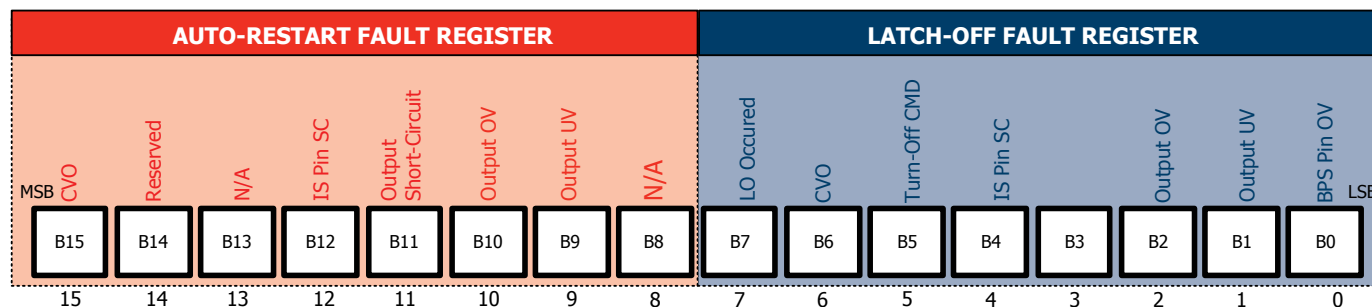 AUTO-RESTART FAULT REGISTER
LATCH-OFF FAULT REGISTER
MSB
CVO
Reserved
N/A
IS Pin SC
Output
Short-Circuit
Output OV
Output UV
N/A
LO Occured
CVO
Turn-Off CMD
IS Pin SC
Output OV
Output UV
BPS Pin OV
LSB
B15 B14 B13 B12 B11 B10 B9 B8 B7 B6 B5 B4 B3 B2 B1 B0
15 14 13 12 11 10 9 8 7 6 5 4 3 2 1 0